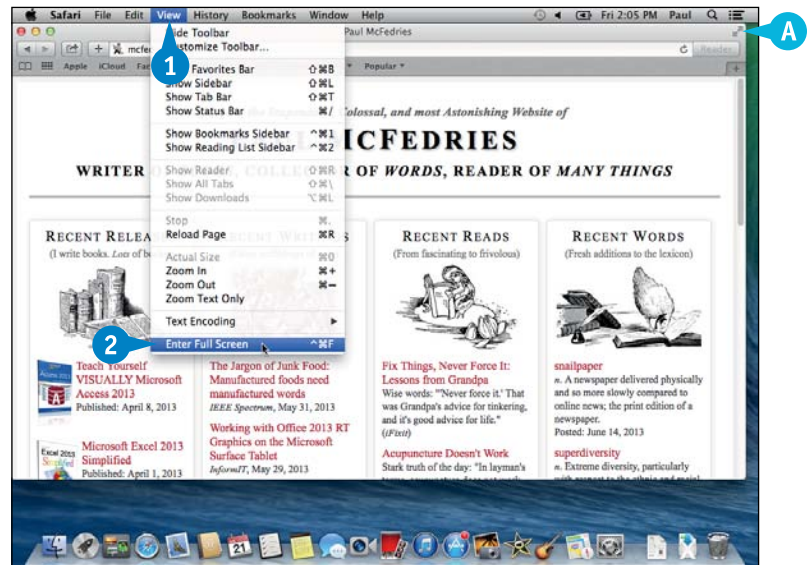 Safari File Edit View History Bookmarks Window Help Fri 2:05 PM Paul
Paul McFedries
A
Hide Toolbar
Customize Toolbar...
mcfe
Reader
1
Apple iCloud Popular
Favorites Bar ⇧⌘B
Show Sidebar ⇧⌘L
Show Tab Bar ⇧⌘T
Show Status Bar ⌘/
Show Bookmarks Sidebar ^⌘1
Show Reading List Sidebar ^⌘2
Show Reader ⇧⌘R
Show All Tabs ⇧⌘\
Show Downloads ⌥⌘L
Stop ⌘.
Reload Page ⌘R
Actual Size ⌘0
Zoom In ⌘+
Zoom Out ⌘−
Zoom Text Only
Text Encoding
2
Enter Full Screen ^⌘F
Colossal, and most Astonishing Website of
MCFEDRIES
WRITER OF WORDS, READER OF MANY THINGS
RECENT RELEA
(I write books. Lots of b
Teach Yourself
VISUALLY Microsoft
Access 2013
Published: April 8, 2013
Excel 2013
Simplified
Microsoft Excel 2013
Simplified
Published: April 1, 2013
The Jargon of Junk Food:
Manufactured foods need
manufactured words
IEEE Spectrum, May 31, 2013
Working with Office 2013 RT
Graphics on the Microsoft
Surface Tablet
InformIT, May 29, 2013
RECENT READS
(From fascinating to frivolous)
Fix Things, Never Force It:
Lessons from Grandpa
Wise words: "'Never force it.' That
was Grandpa's advice for tinkering,
and it's good advice for life."
(iFixit)
Acupuncture Doesn't Work
Stark truth of the day: "In layman's
RECENT WORDS
(Fresh additions to the lexicon)
snailpaper
n. A newspaper delivered physically
and so more slowly compared to
online news; the print edition of a
newspaper.
Posted: June 14, 2013
superdiversity
n. Extreme diversity, particularly
21